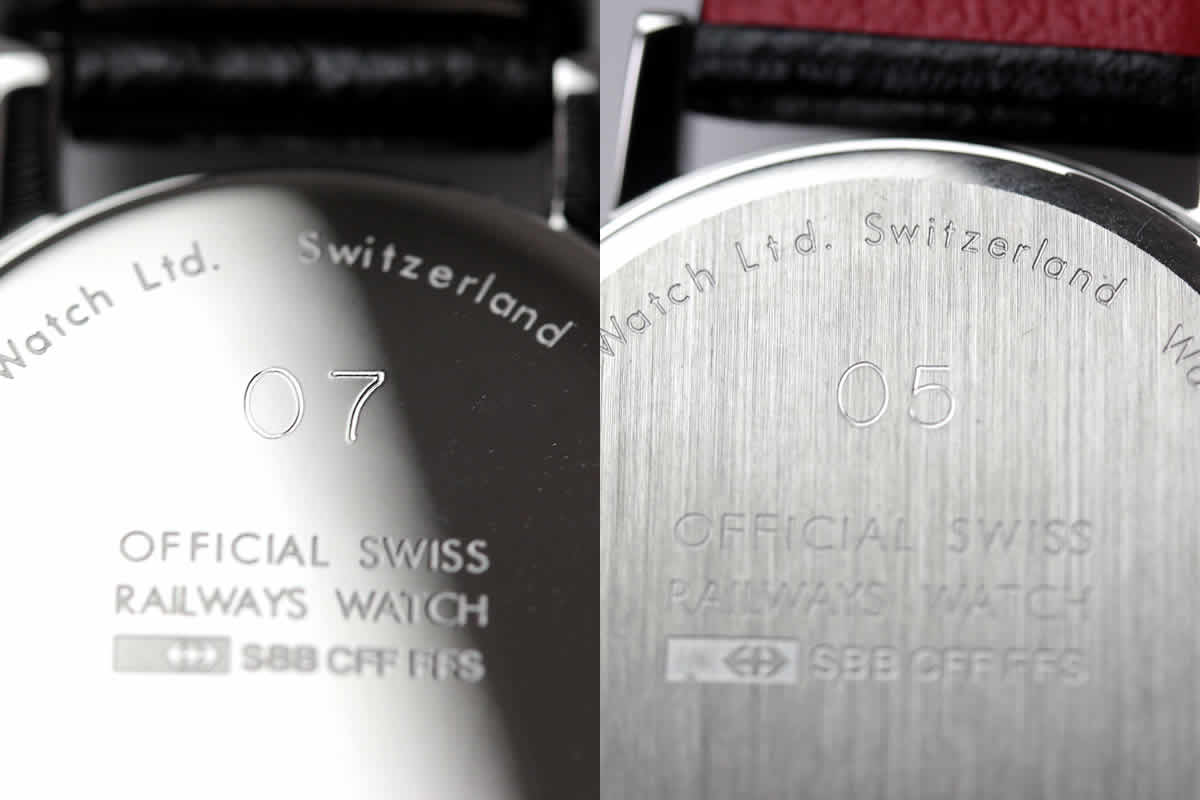 Watch Ltd. Switzerland
07
OFFICIAL SWISS
RAILWAYS WATCH
SBB CFF FFS
Watch Ltd. Switzerland
05
OFFICIAL SWISS
RAILWAYS WATCH
SBB CFF FFS